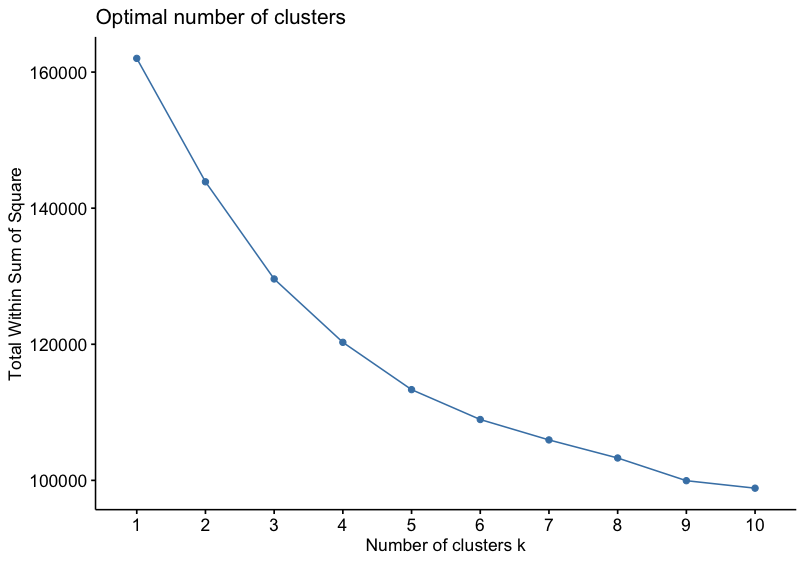 Optimal number of clusters
Total Within Sum of Square
160000
140000
120000
100000
1 2 3 4 5 6 7 8 9 10
Number of clusters k